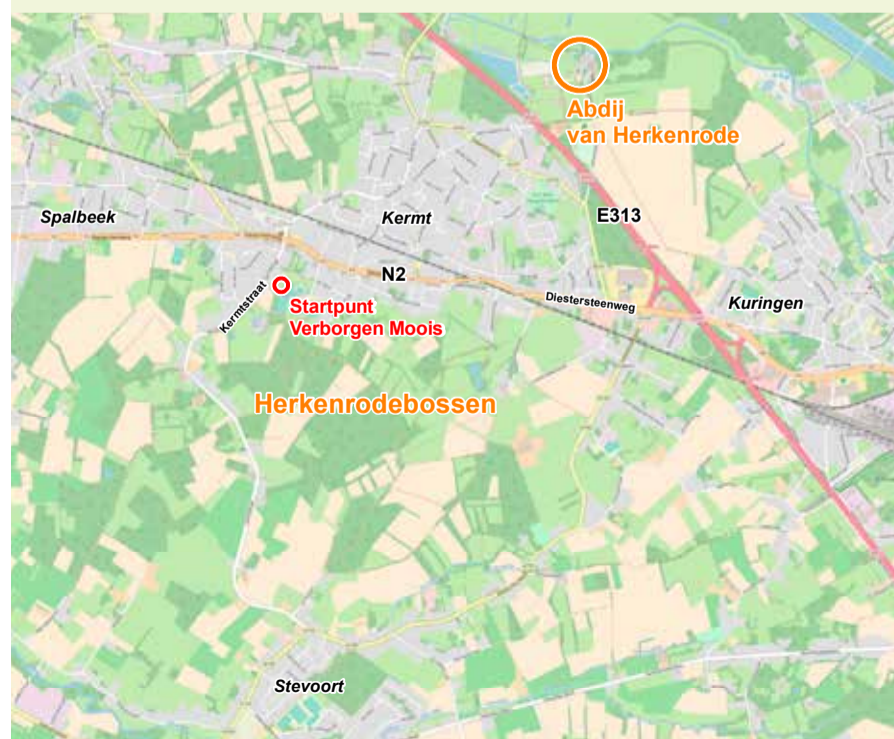 Abdij
van Herkenrode
Spalbeek
Kermt
E313
N2
Kermtstraat
Diestersteenweg
Kuringen
Startpunt
Verborgen Moois
Herkenrodebossen
Stevoort